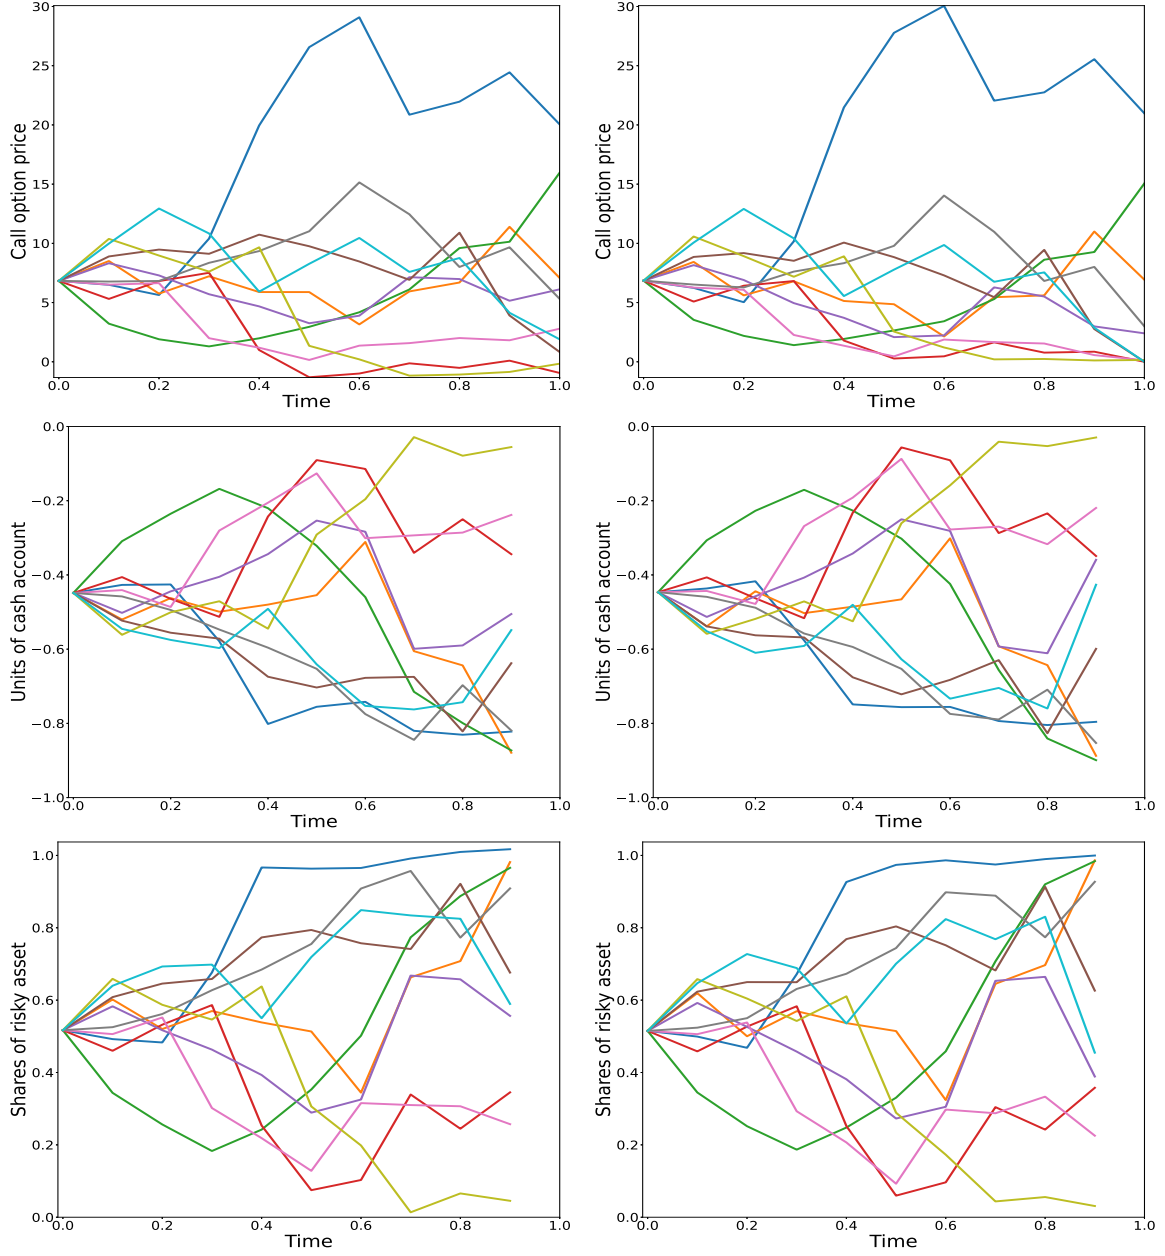 Call option price
30
25
20
15
10
5
0
0.0 0.2 0.4 0.6 0.8 1.0
Time
Call option price
30
25
20
15
10
5
0
0.0 0.2 0.4 0.6 0.8 1.0
Time
Units of cash account
0.0
−0.2
−0.4
−0.6
−0.8
−1.0
0.0 0.2 0.4 0.6 0.8 1.0
Time
Units of cash account
0.0
−0.2
−0.4
−0.6
−0.8
−1.0
0.0 0.2 0.4 0.6 0.8 1.0
Time
Shares of risky asset
1.0
0.8
0.6
0.4
0.2
0.0
0.0 0.2 0.4 0.6 0.8 1.0
Time
Shares of risky asset
1.0
0.8
0.6
0.4
0.2
0.0
0.0 0.2 0.4 0.6 0.8 1.0
Time